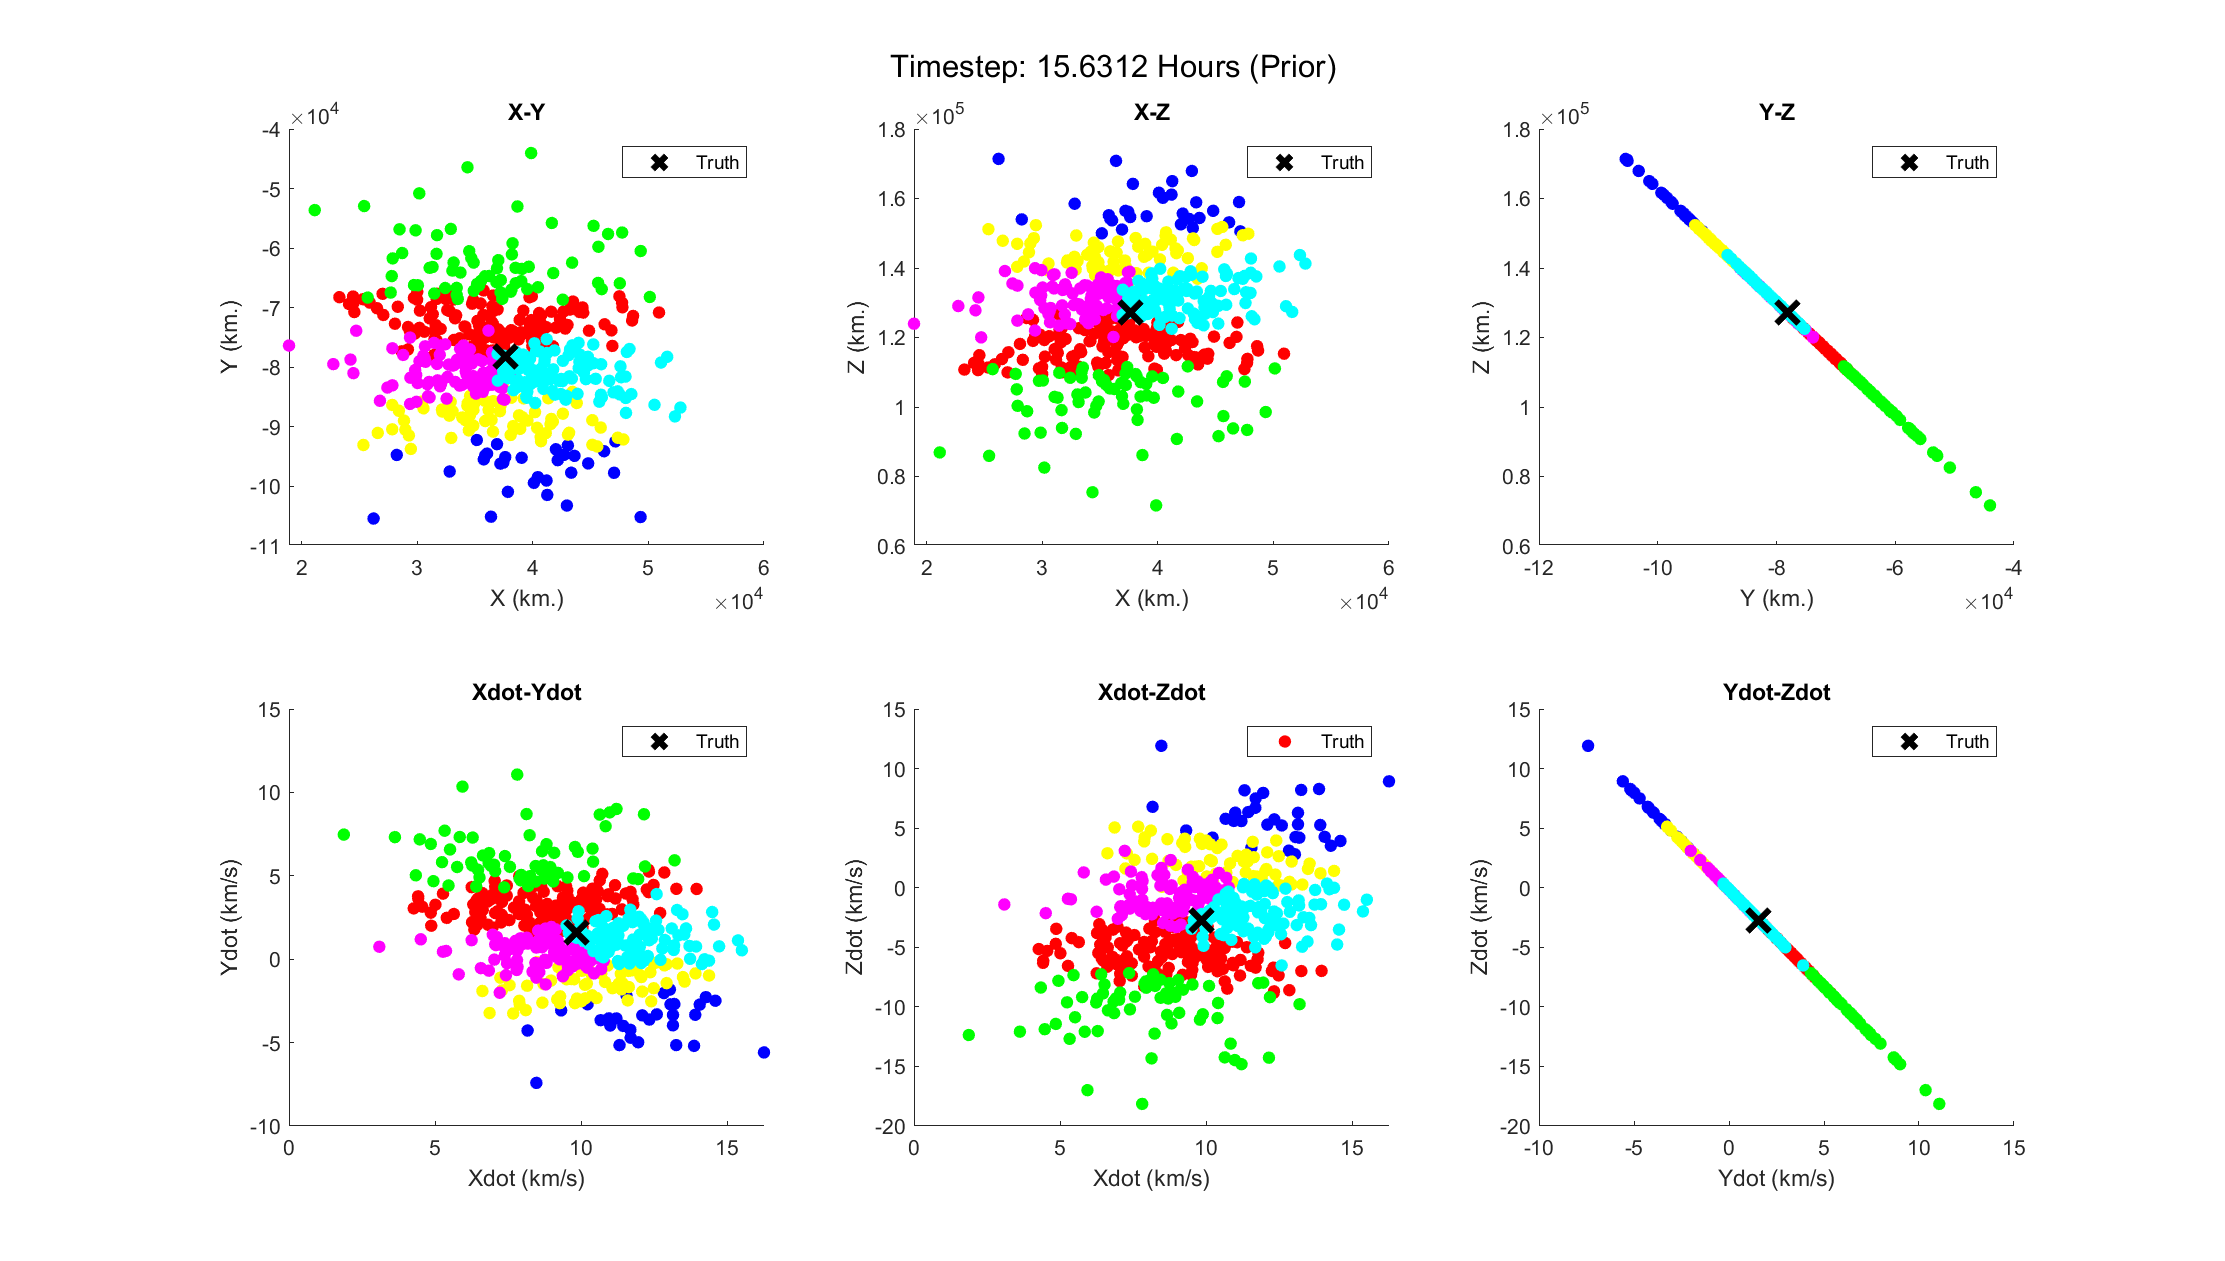 Timestep: 15.6312 Hours (Prior)
X-Y
×10^4
-4
-5
-6
-7
-8
-9
-10
-11
Y (km.)
2 3 4 5 6
X (km.)
×10^4
Truth
X-Z
×10^5
1.8
1.6
1.4
1.2
1
0.8
0.6
Z (km.)
2 3 4 5 6
X (km.)
×10^4
Truth
Y-Z
×10^5
1.8
1.6
1.4
1.2
1
0.8
0.6
Z (km.)
-12 -10 -8 -6 -4
Y (km.)
×10^4
Truth
Xdot-Ydot
15
10
5
0
-5
-10
Ydot (km/s)
0 5 10 15
Xdot (km/s)
Truth
Xdot-Zdot
15
10
5
0
-5
-10
-15
-20
Zdot (km/s)
0 5 10 15
Xdot (km/s)
Truth
Ydot-Zdot
15
10
5
0
-5
-10
-15
-20
Zdot (km/s)
-10 -5 0 5 10 15
Ydot (km/s)
Truth